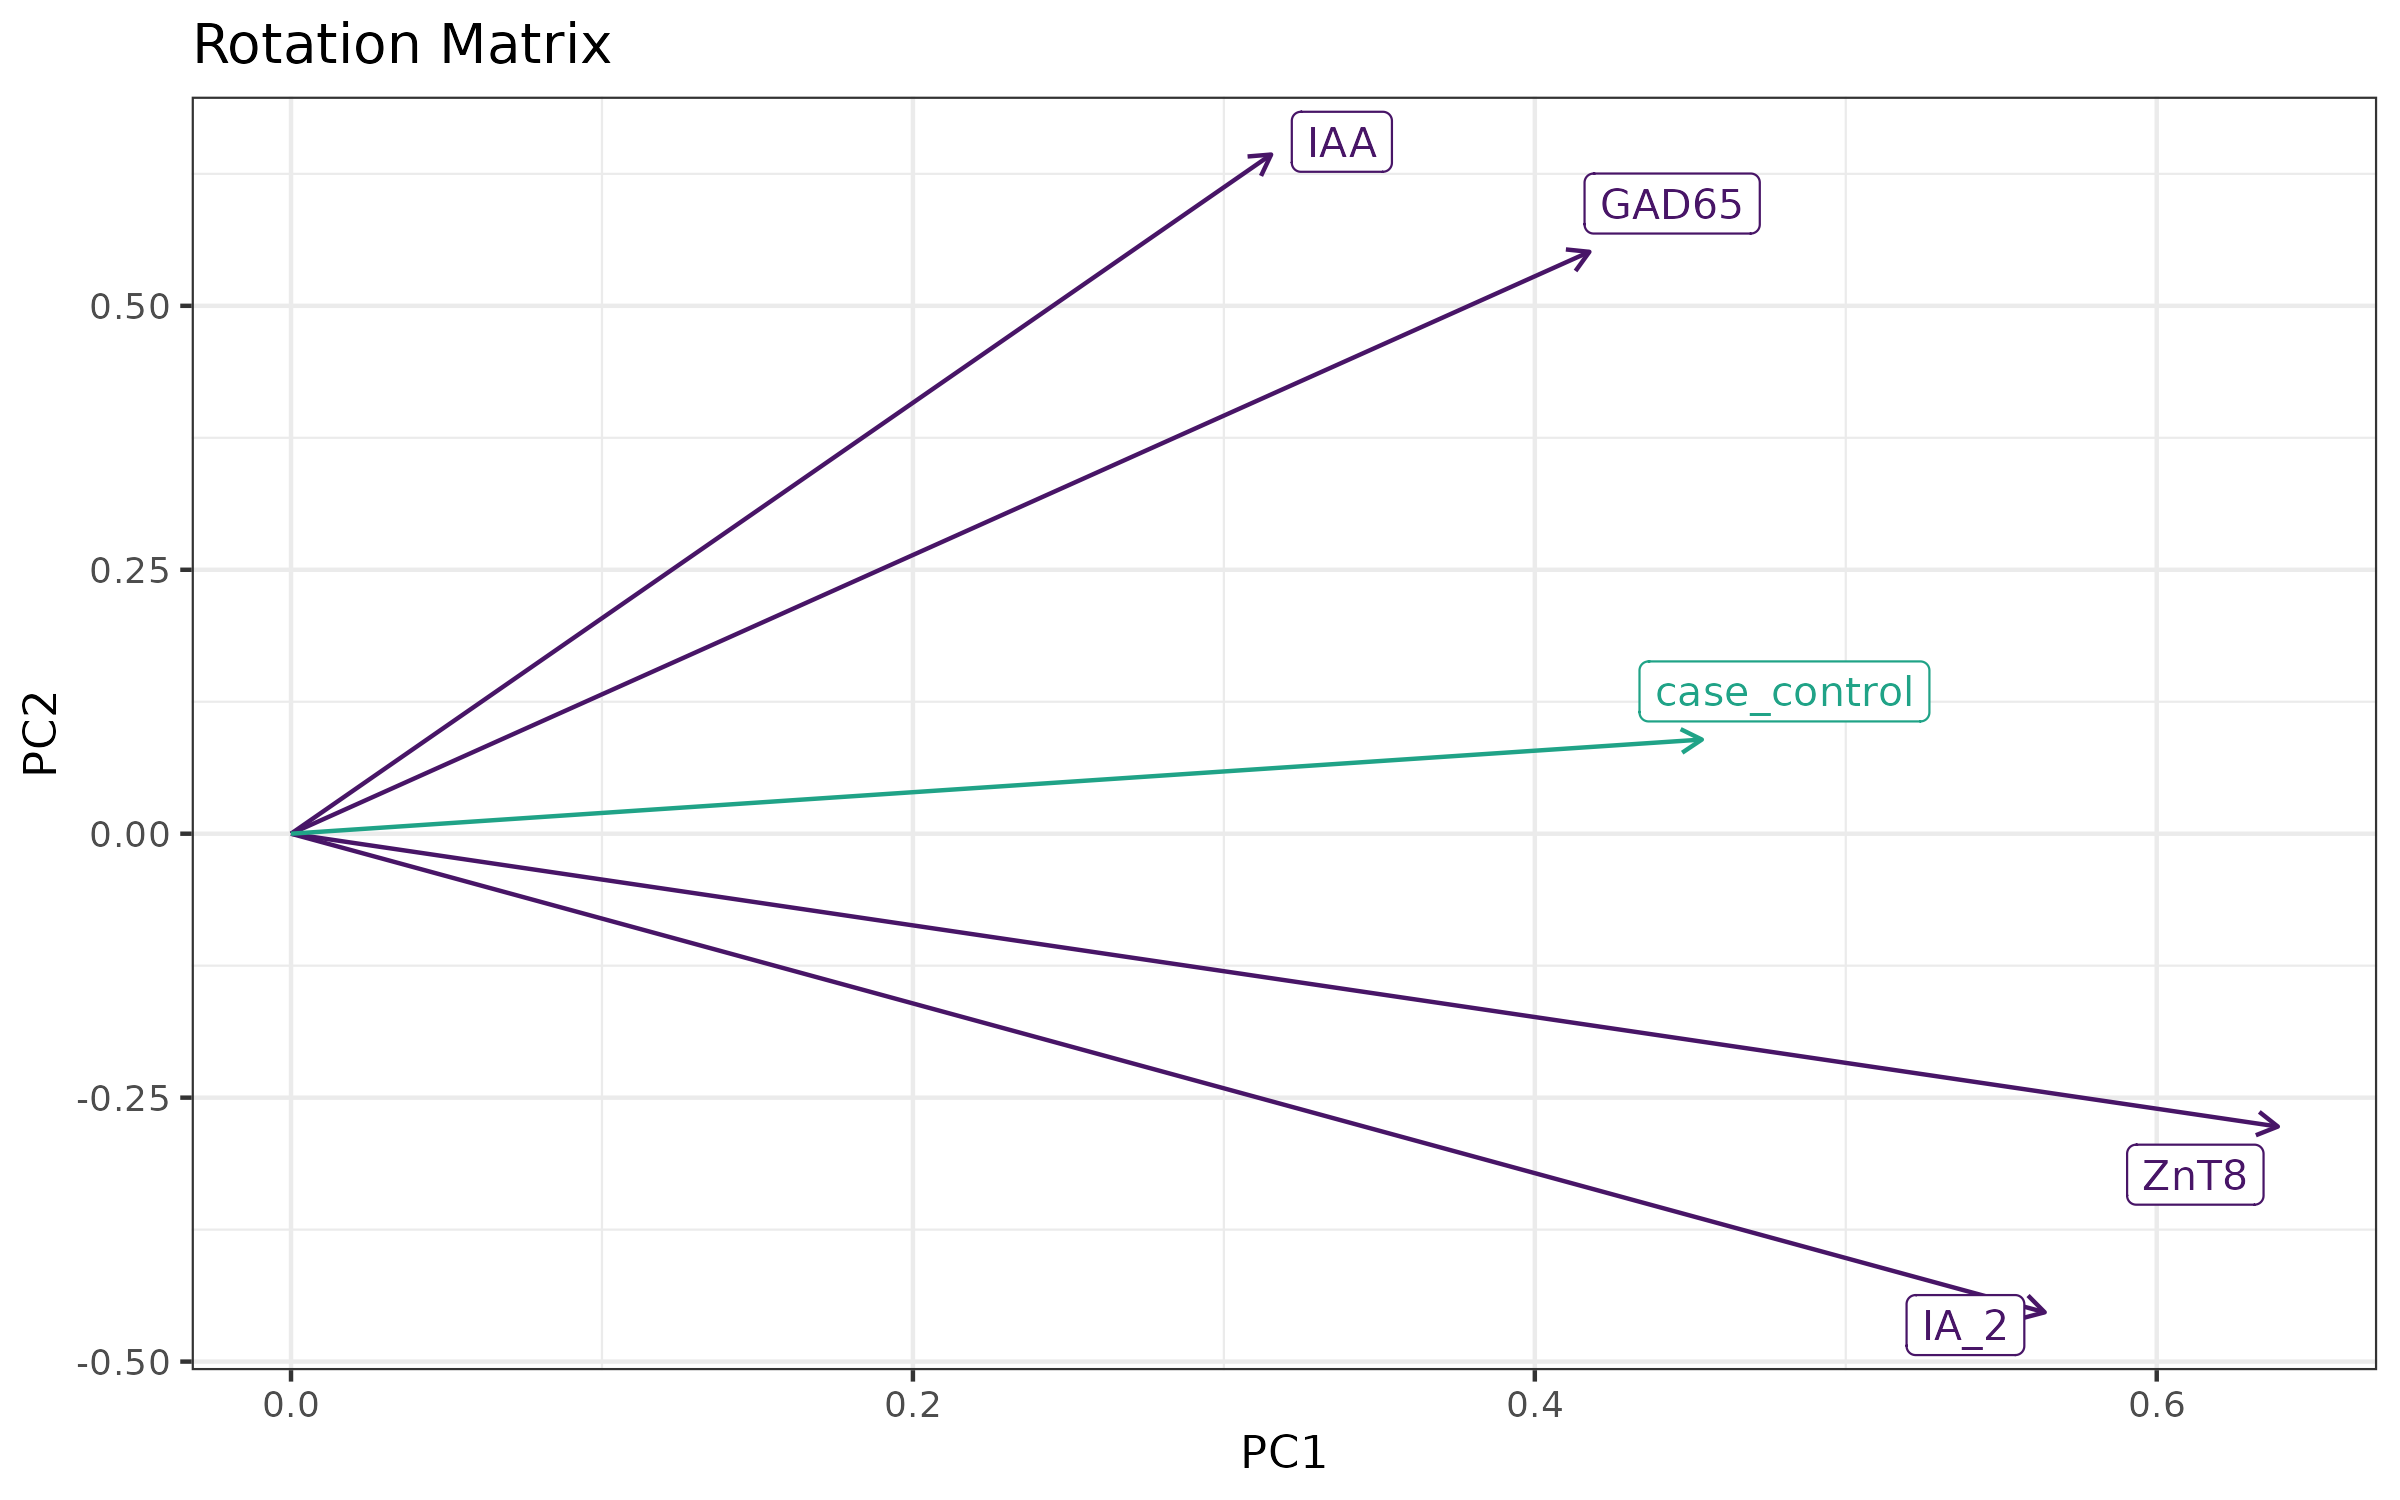 Rotation Matrix
IAA
GAD65
0.50
0.25
case_control
PC2
0.00
-0.25
ZnT8
IA_2
-0.50
0.0 0.2 0.4 0.6
PC1